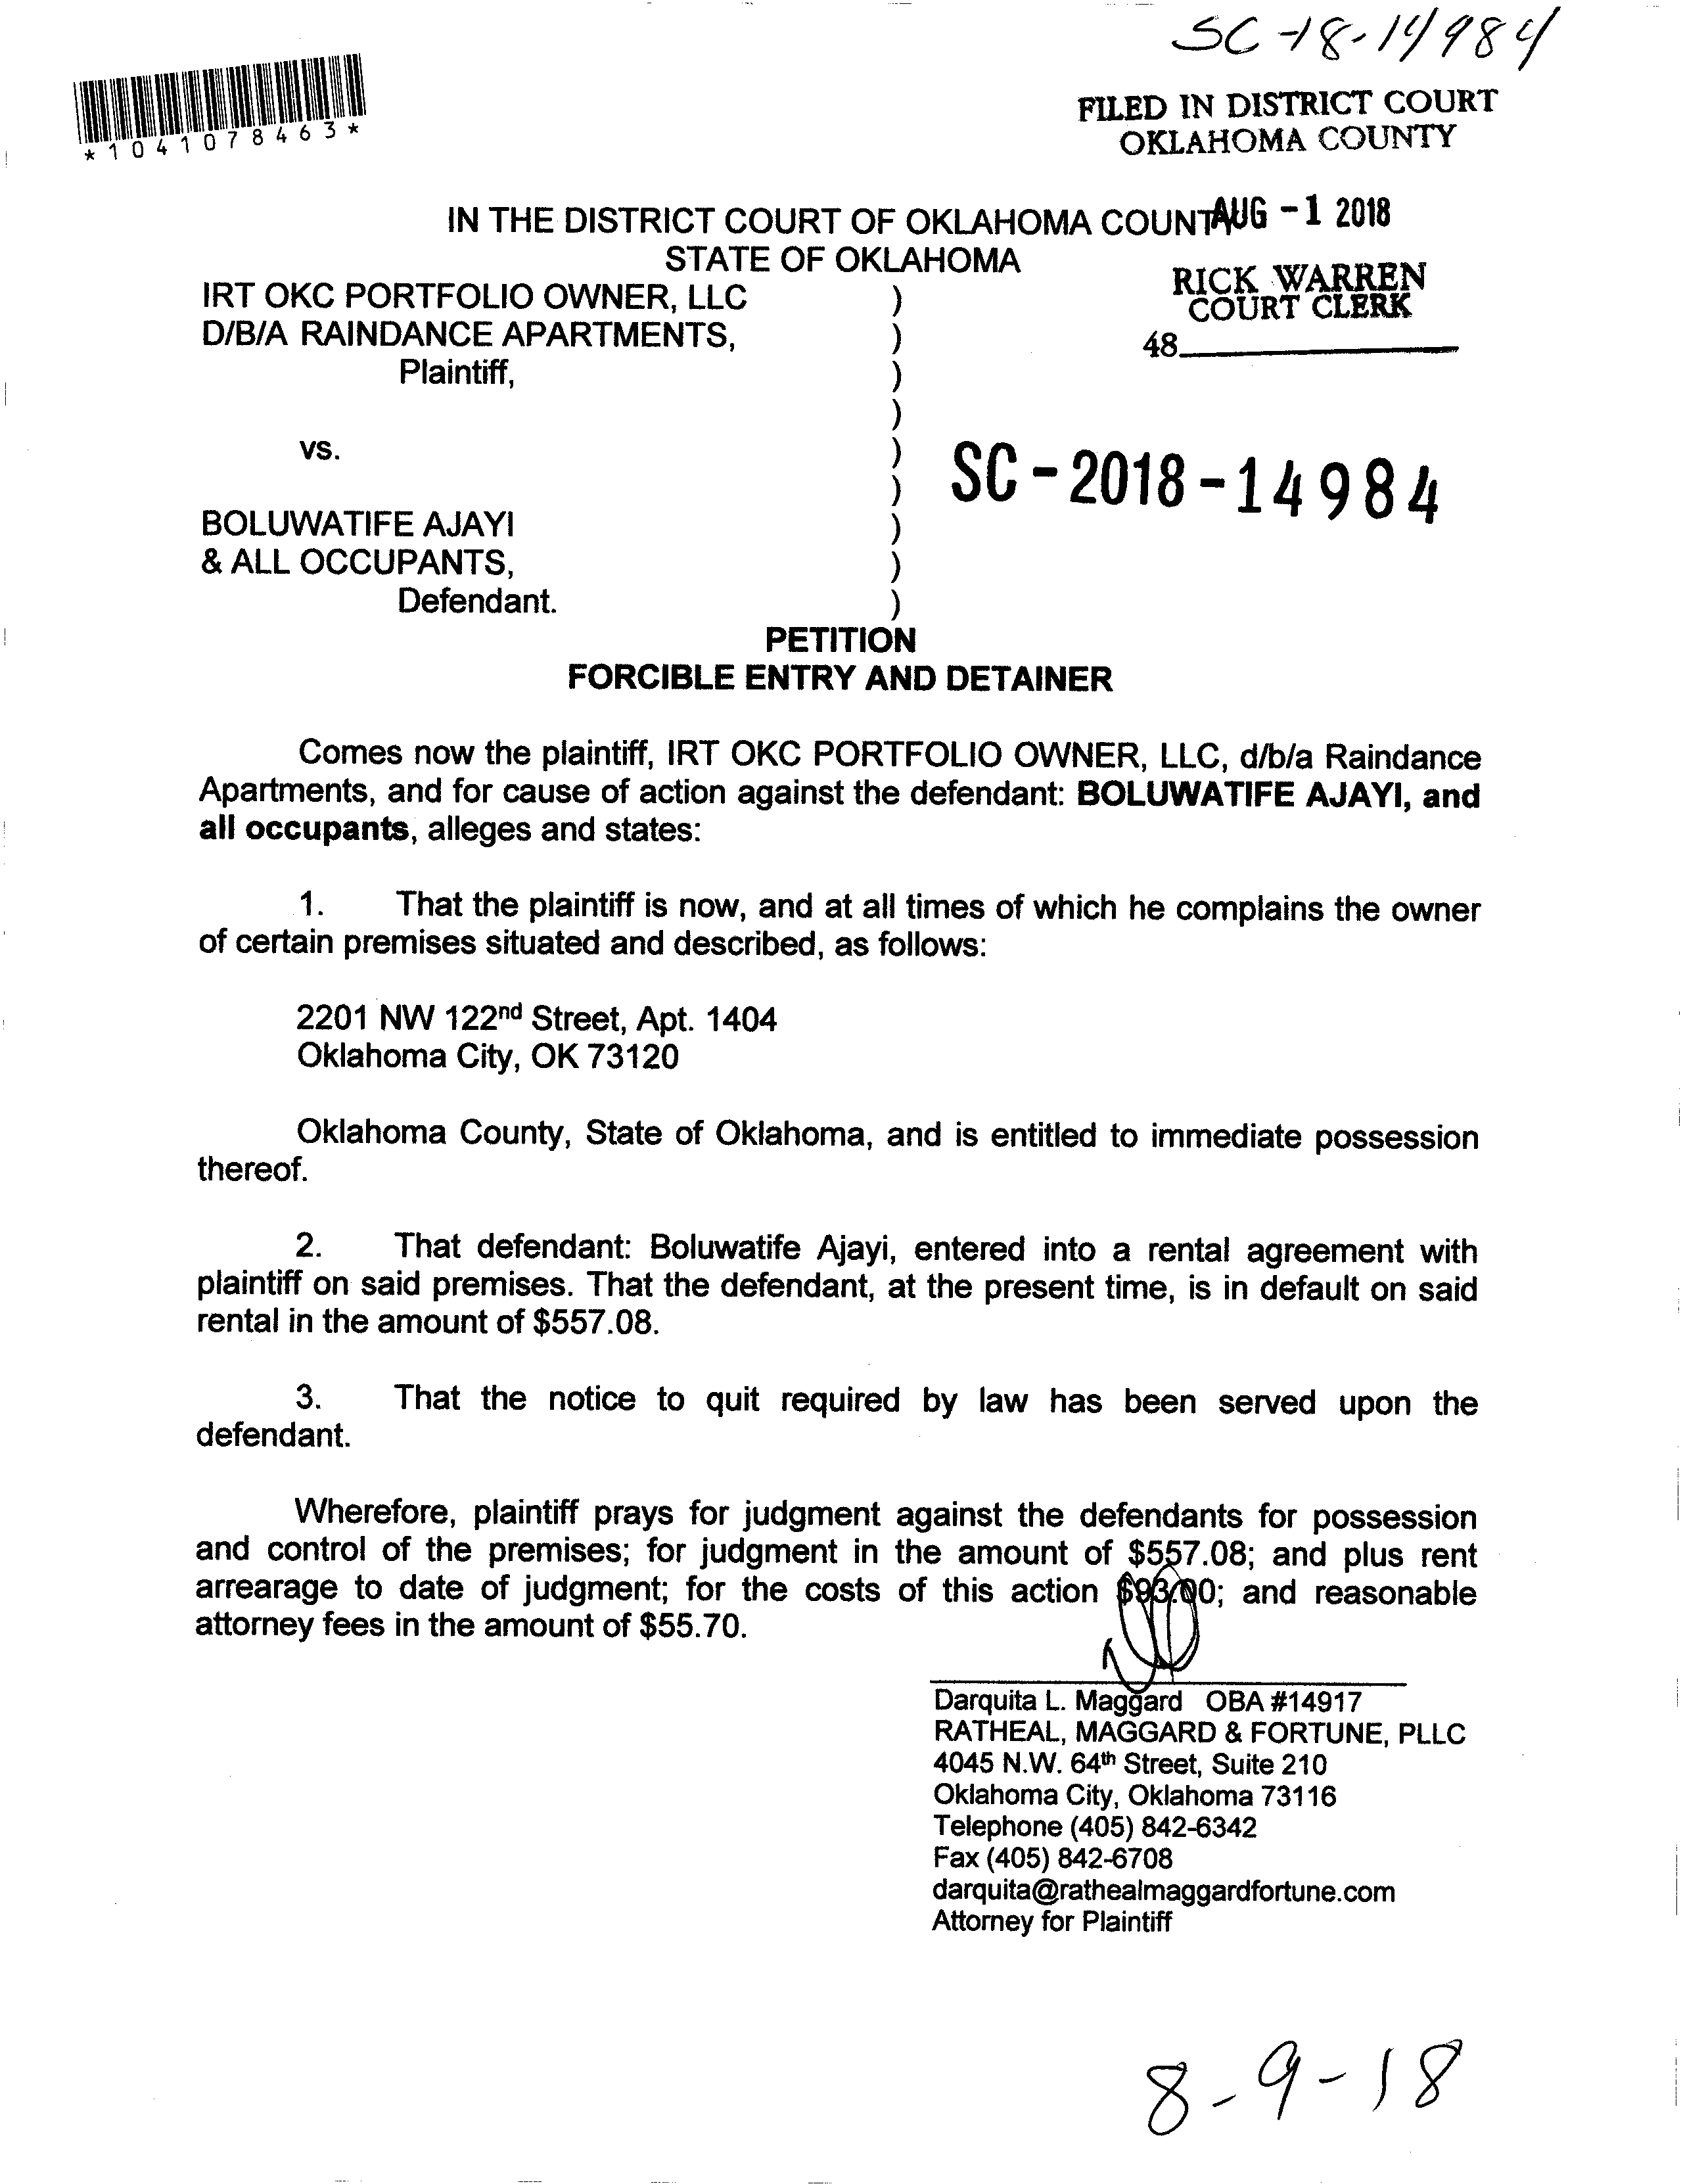 SC-18-14984
*1041078463*
FILED IN DISTRICT COURT
OKLAHOMA COUNTY
IN THE DISTRICT COURT OF OKLAHOMA COUNTY
AUG -1 2018
STATE OF OKLAHOMA
RICK WARREN
COURT CLERK
48
IRT OKC PORTFOLIO OWNER, LLC )
D/B/A RAINDANCE APARTMENTS, )
Plaintiff, )
)
vs. )
)
SC-2018-14984
BOLUWATIFE AJAYI )
& ALL OCCUPANTS, )
Defendant. )
PETITION
FORCIBLE ENTRY AND DETAINER
Comes now the plaintiff, IRT OKC PORTFOLIO OWNER, LLC, d/b/a Raindance
Apartments, and for cause of action against the defendant: BOLUWATIFE AJAYI, and
all occupants, alleges and states:
1. That the plaintiff is now, and at all times of which he complains the owner
of certain premises situated and described, as follows:
2201 NW 122nd Street, Apt. 1404
Oklahoma City, OK 73120
Oklahoma County, State of Oklahoma, and is entitled to immediate possession
thereof.
2. That defendant: Boluwatife Ajayi, entered into a rental agreement with
plaintiff on said premises. That the defendant, at the present time, is in default on said
rental in the amount of $557.08.
3. That the notice to quit required by law has been served upon the
defendant.
Wherefore, plaintiff prays for judgment against the defendants for possession
and control of the premises; for judgment in the amount of $557.08; and plus rent
arrearage to date of judgment; for the costs of this action $93.00; and reasonable
attorney fees in the amount of $55.70.
Darquita L. Maggard OBA #14917
RATHEAL, MAGGARD & FORTUNE, PLLC
4045 N.W. 64th Street, Suite 210
Oklahoma City, Oklahoma 73116
Telephone (405) 842-6342
Fax (405) 842-6708
darquita@rathealmaggardfortune.com
Attorney for Plaintiff
8-9-18